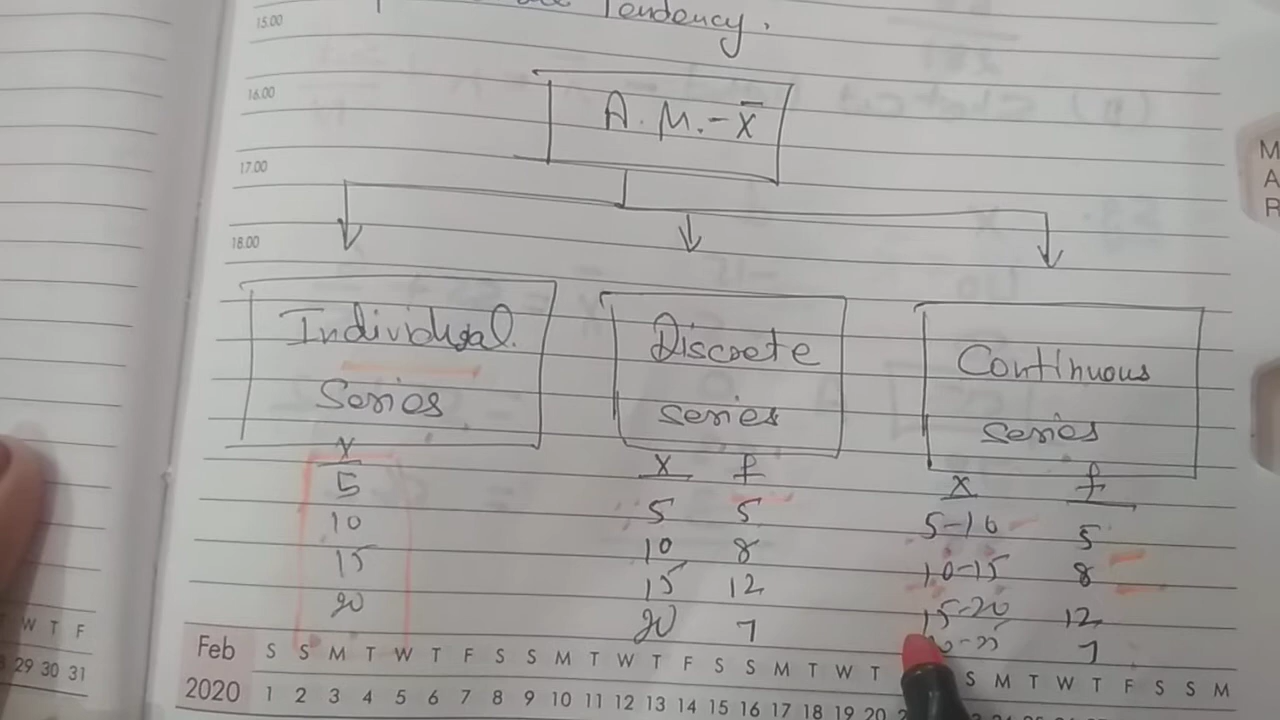 Tendency.
15.00
16.00
A.M. - x̄
17.00
18.00
Individual
Series
Discrete
series
Continuous
series
X
5
10
15
20
X f
5 5
10 8
15 12
20 7
X f
5-10 5
10-15 8
15-20 12
7
Feb
2020
S S M T W T F S S M T W T F S S M T W T
1 2 3 4 5 6 7 8 9 10 11 12 13 14 15 16 17 18 19 20
S M T W T F S S M
W T F
29 30 31
M
A
R